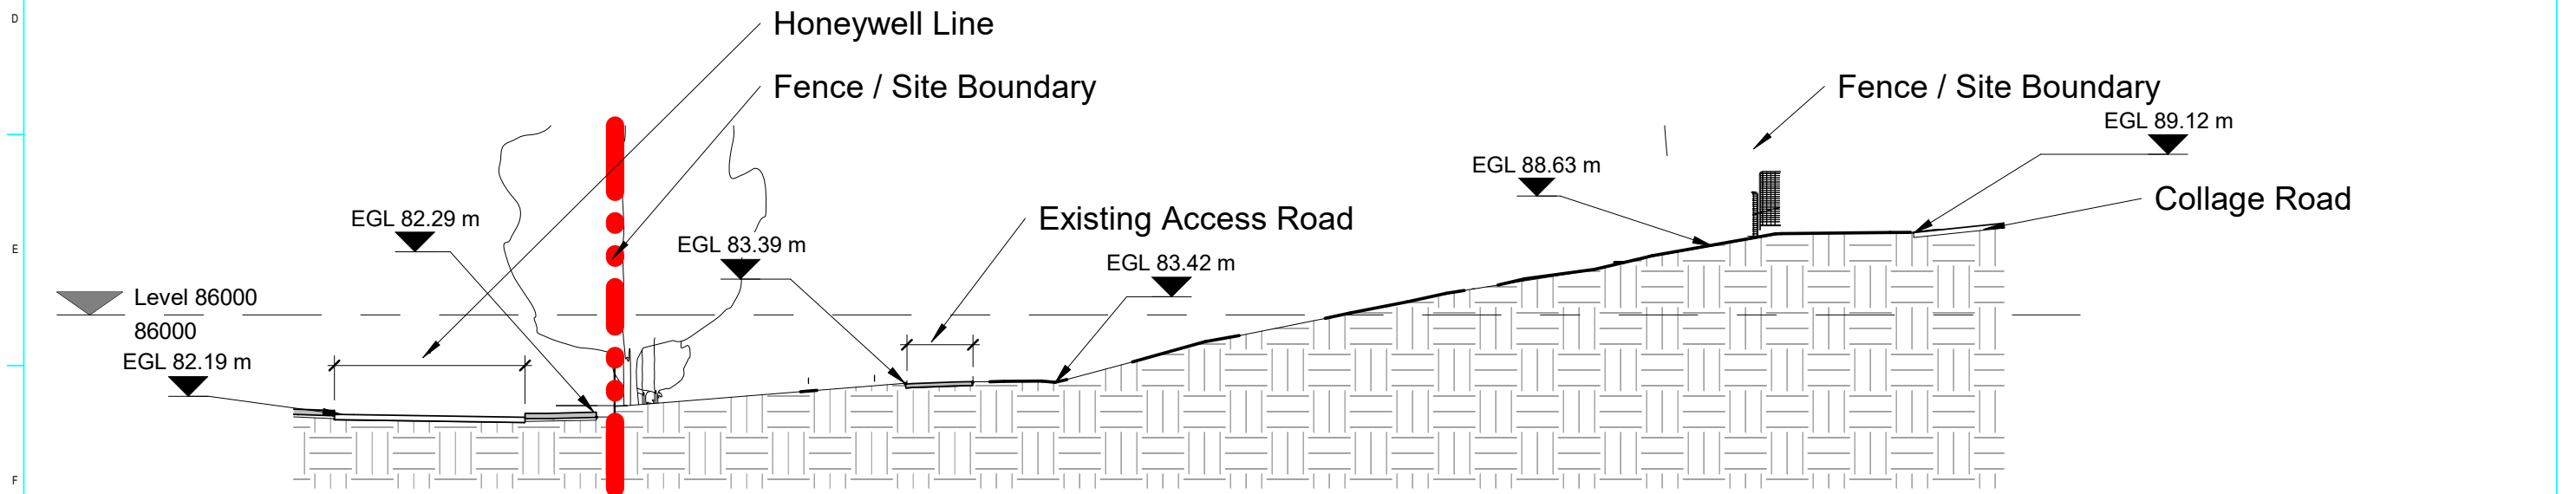 D
Honeywell Line
Fence / Site Boundary
Fence / Site Boundary
EGL 89.12 m
EGL 88.63 m
Collage Road
EGL 82.29 m
Existing Access Road
EGL 83.39 m
E
EGL 83.42 m
Level 86000
86000
EGL 82.19 m
F